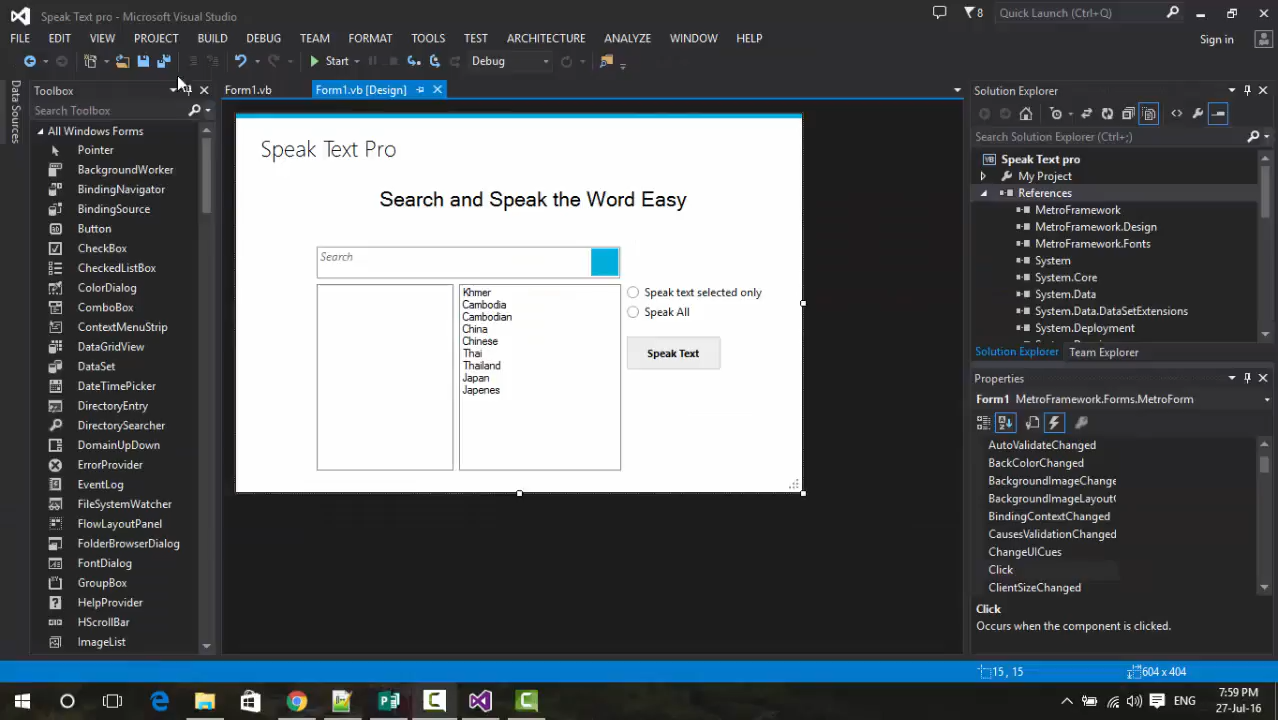 Speak Text pro - Microsoft Visual Studio
8
Quick Launch (Ctrl+Q)
FILE EDIT VIEW PROJECT BUILD DEBUG TEAM FORMAT TOOLS TEST ARCHITECTURE ANALYZE WINDOW HELP
Sign in
Start Debug
Data Sources
Toolbox
Search Toolbox
All Windows Forms
Pointer
BackgroundWorker
BindingNavigator
BindingSource
Button
CheckBox
CheckedListBox
ColorDialog
ComboBox
ContextMenuStrip
DataGridView
DataSet
DateTimePicker
DirectoryEntry
DirectorySearcher
DomainUpDown
ErrorProvider
EventLog
FileSystemWatcher
FlowLayoutPanel
FolderBrowserDialog
FontDialog
GroupBox
HelpProvider
HScrollBar
ImageList
Form1.vb Form1.vb [Design]
Speak Text Pro
Search and Speak the Word Easy
Search
Khmer
Cambodia
Cambodian
China
Chinese
Thai
Thailand
Japan
Japenes
Speak text selected only
Speak All
Speak Text
Solution Explorer
Search Solution Explorer (Ctrl+;)
VB Speak Text pro
My Project
References
MetroFramework
MetroFramework.Design
MetroFramework.Fonts
System
System.Core
System.Data
System.Data.DataSetExtensions
System.Deployment
Solution Explorer Team Explorer
Properties
Form1 MetroFramework.Forms.MetroForm
AutoValidateChanged
BackColorChanged
BackgroundImageChange
BackgroundImageLayout
BindingContextChanged
CausesValidationChanged
ChangeUICues
Click
ClientSizeChanged
Click
Occurs when the component is clicked.
15 , 15 604 x 404
ENG
7:59 PM
27-Jul-16